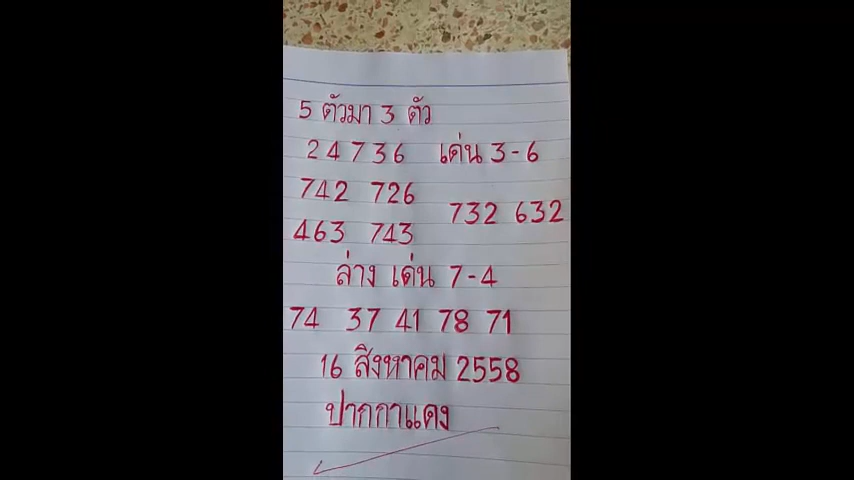 5 ตัวมา 3 ตัว
24736 เด่น 3-6
742 726
732 632
463 743
ล่าง เด่น 7-4
74 37 41 78 71
16 สิงหาคม 2558
ปากกาแดง